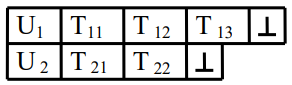 U₁ T₁₁ T₁₂ T₁₃ ⊥
U₂ T₂₁ T₂₂ ⊥